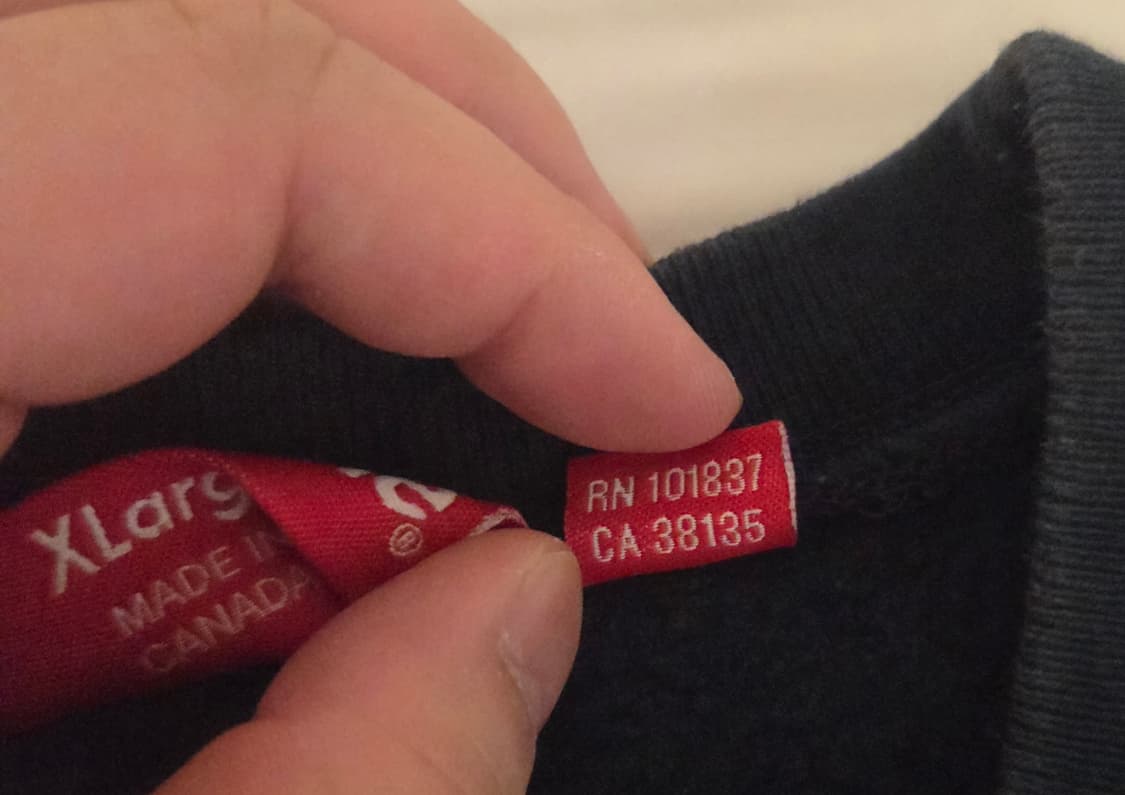 XLarg
MADE IN
CANADA
®
RN 101837
CA 38135